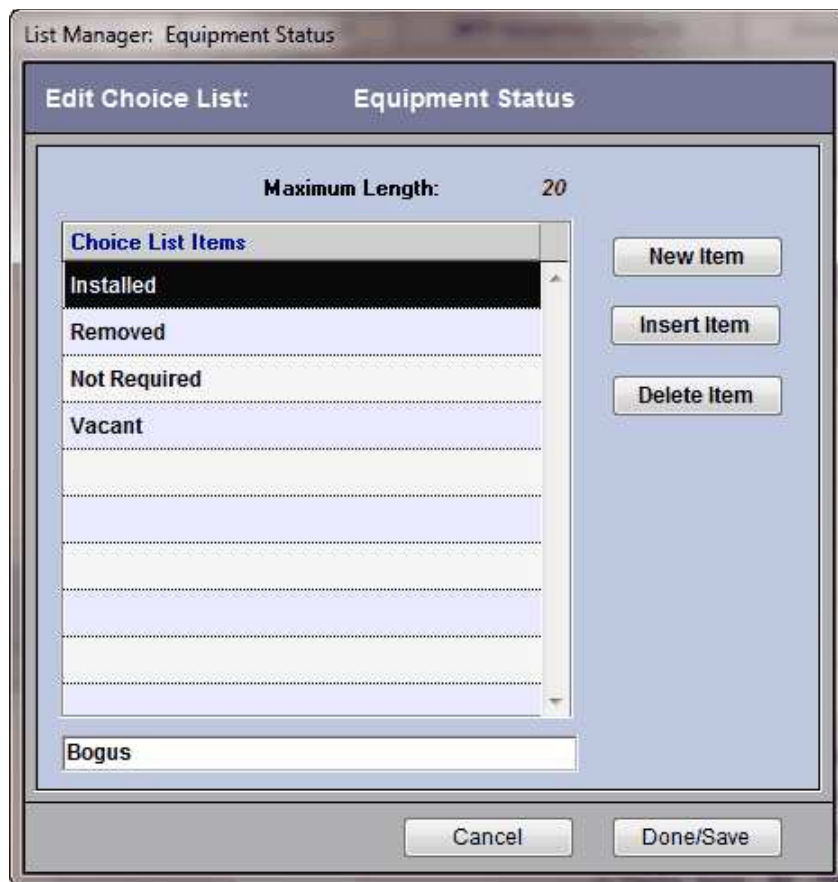 List Manager: Equipment Status
Edit Choice List: Equipment Status
Maximum Length: 20
Choice List Items
New Item
Installed
Insert Item
Removed
Not Required
Delete Item
Vacant
Bogus
Cancel Done/Save